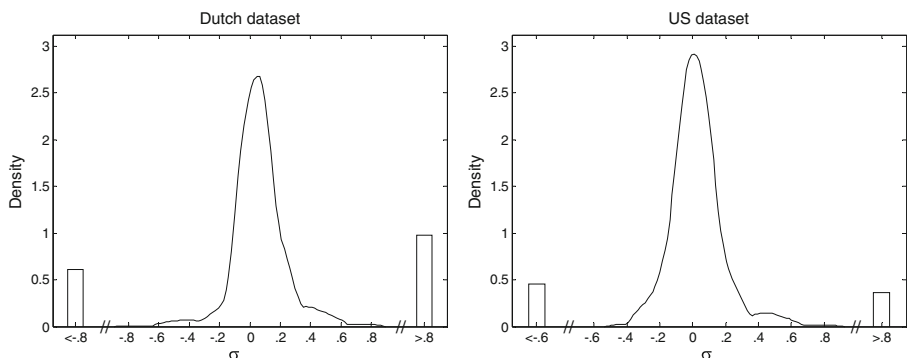 Dutch dataset
3
2.5
2
1.5
1
0.5
0
Density
<-.8 // -.8 -.6 -.4 -.2 0 .2 .4 .6 .8 // >.8
σ
US dataset
3
2.5
2
1.5
1
0.5
0
Density
<-.6 // -.6 -.4 -.2 0 .2 .4 .6 .8 // >.8
σ